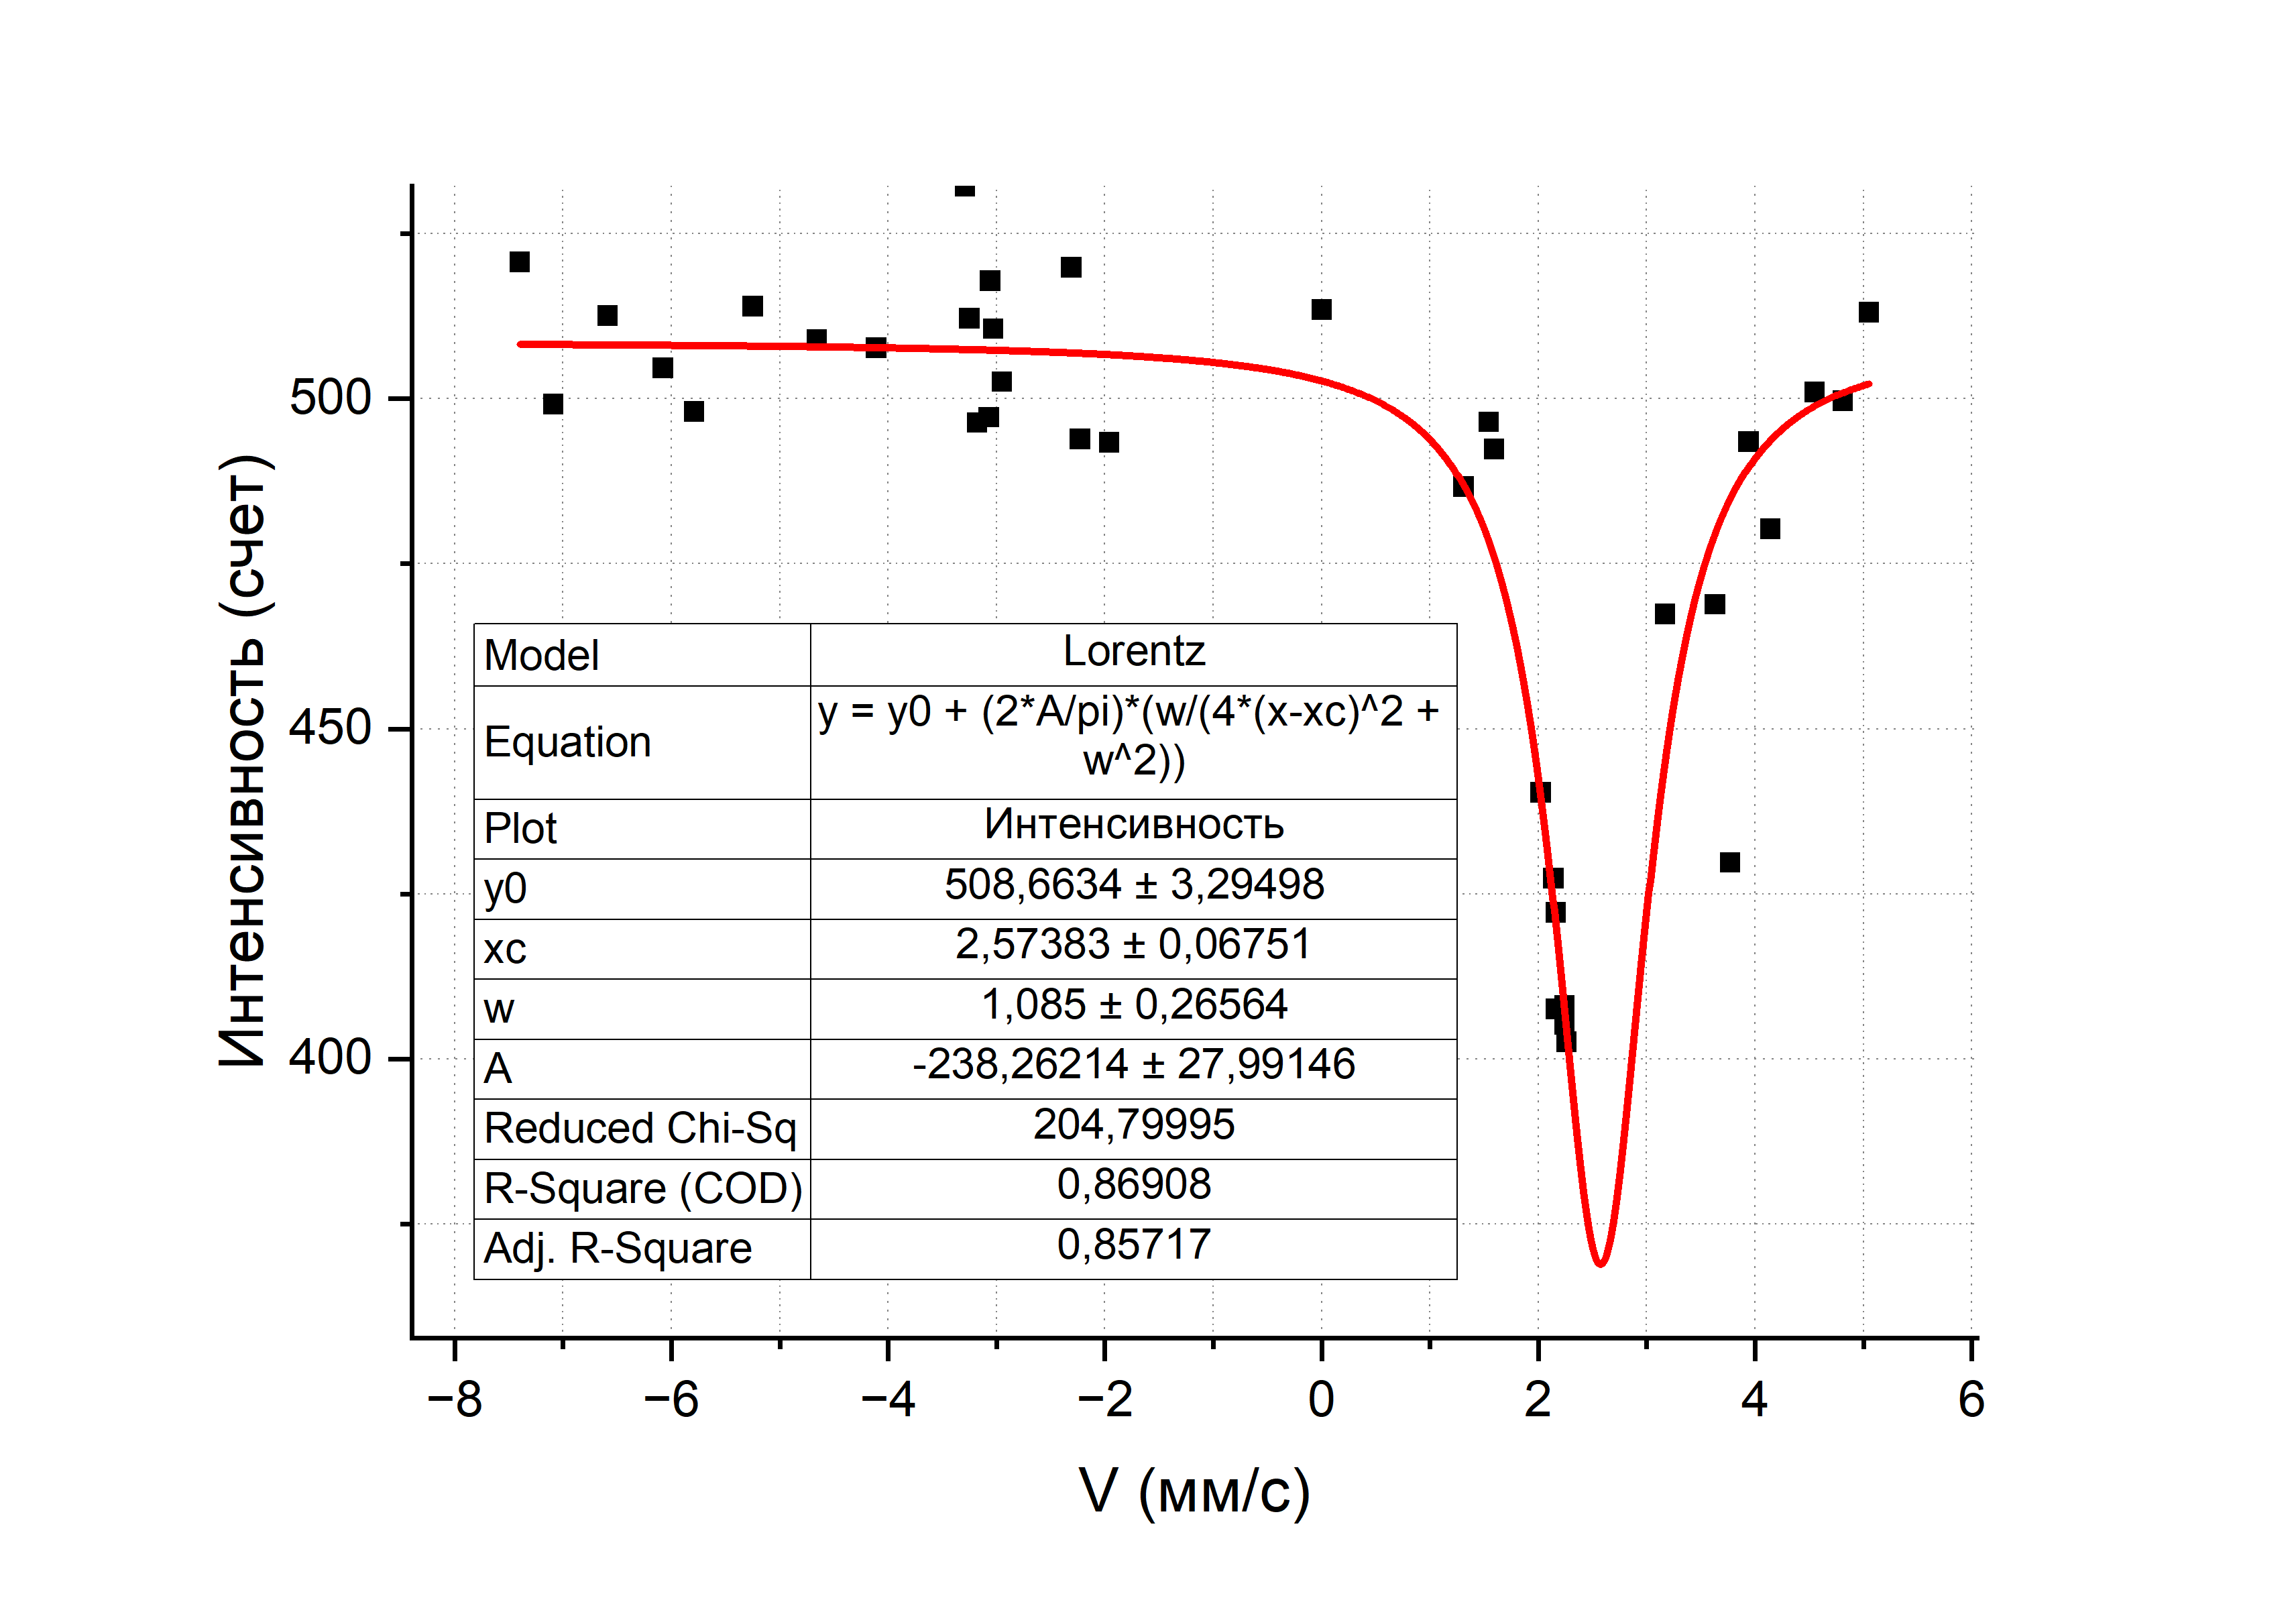 Интенсивность (счет)
500
450
400
Model Lorentz
Equation y = y0 + (2*A/pi)*(w/(4*(x-xc)^2 +
w^2))
Plot Интенсивность
y0 508,6634 ± 3,29498
xc 2,57383 ± 0,06751
w 1,085 ± 0,26564
A -238,26214 ± 27,99146
Reduced Chi-Sq 204,79995
R-Square (COD) 0,86908
Adj. R-Square 0,85717
−8 −6 −4 −2 0 2 4 6
V (мм/с)